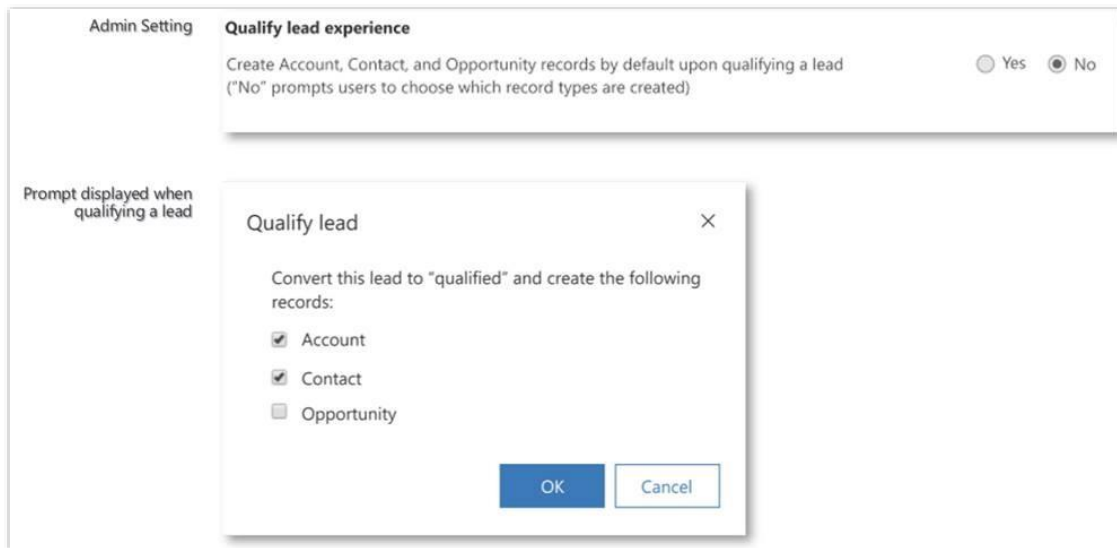 Admin Setting
Qualify lead experience
Create Account, Contact, and Opportunity records by default upon qualifying a lead
("No" prompts users to choose which record types are created)
Yes
No
Prompt displayed when
qualifying a lead
Qualify lead
Convert this lead to "qualified" and create the following
records:
Account
Contact
Opportunity
OK
Cancel